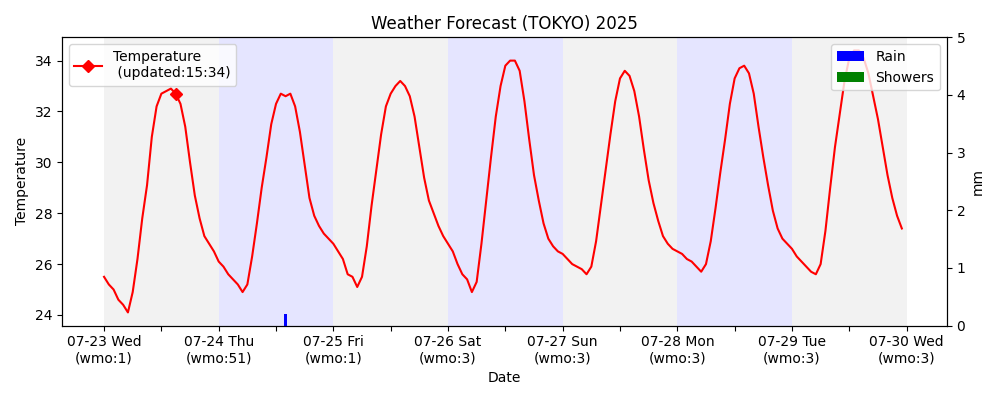 Weather Forecast (TOKYO) 2025
Temperature
(updated:15:34)
Rain
Showers
Temperature
34
32
30
28
26
24
5
4
3
2
1
0
mm
07-23 Wed
(wmo:1)
07-24 Thu
(wmo:51)
07-25 Fri
(wmo:1)
07-26 Sat
(wmo:3)
07-27 Sun
(wmo:3)
07-28 Mon
(wmo:3)
07-29 Tue
(wmo:3)
07-30 Wed
(wmo:3)
Date